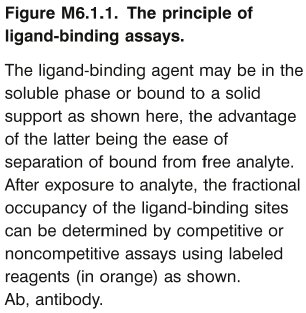 Figure M6.1.1. The principle of
ligand-binding assays.
The ligand-binding agent may be in the
soluble phase or bound to a solid
support as shown here, the advantage
of the latter being the ease of
separation of bound from free analyte.
After exposure to analyte, the fractional
occupancy of the ligand-binding sites
can be determined by competitive or
noncompetitive assays using labeled
reagents (in orange) as shown.
Ab, antibody.